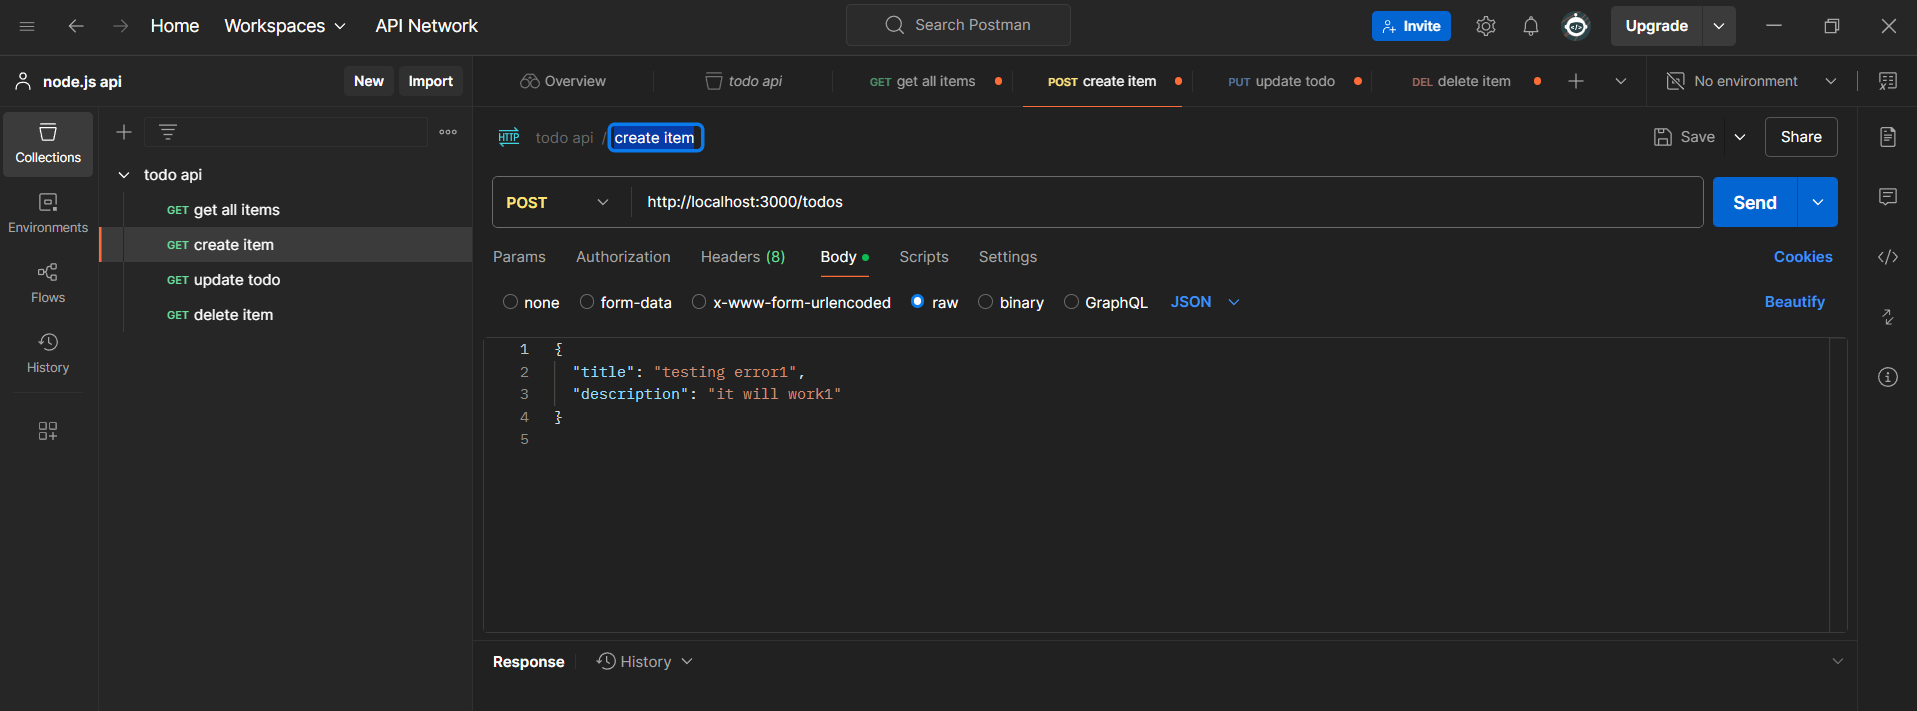 Home Workspaces API Network Search Postman Invite Upgrade
node.js api New Import Overview todo api GET get all items POST create item PUT update todo DEL delete item No environment
Collections
Environments
Flows
History
todo api
GET get all items
GET create item
GET update todo
GET delete item
HTTP todo api / create item Save Share
POST http://localhost:3000/todos Send
Params Authorization Headers (8) Body Scripts Settings Cookies
none form-data x-www-form-urlencoded raw binary GraphQL JSON Beautify
1 {
2 "title": "testing error1",
3 "description": "it will work1"
4 }
5
Response History